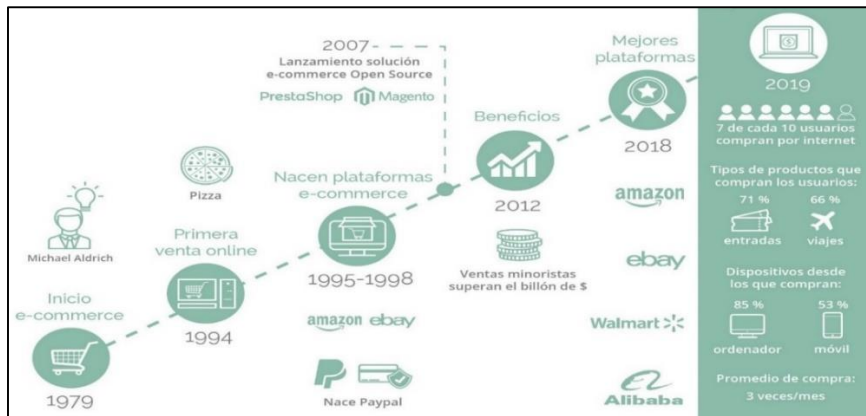 Michael Aldrich
Inicio
e-commerce
1979
Pizza
Primera
venta online
1994
Nacen plataformas
e-commerce
1995-1998
amazon ebay
Nace Paypal
2007
Lanzamiento solución
e-commerce Open Source
PrestaShop Magento
Beneficios
2012
Ventas minoristas
superan el billón de $
Mejores
plataformas
2018
amazon
ebay
Walmart
Alibaba
2019
7 de cada 10 usuarios
compran por internet
Tipos de productos que
compran los usuarios:
71 % 66 %
entradas viajes
Dispositivos desde
los que compran:
85 % 53 %
ordenador móvil
Promedio de compra:
3 veces/mes